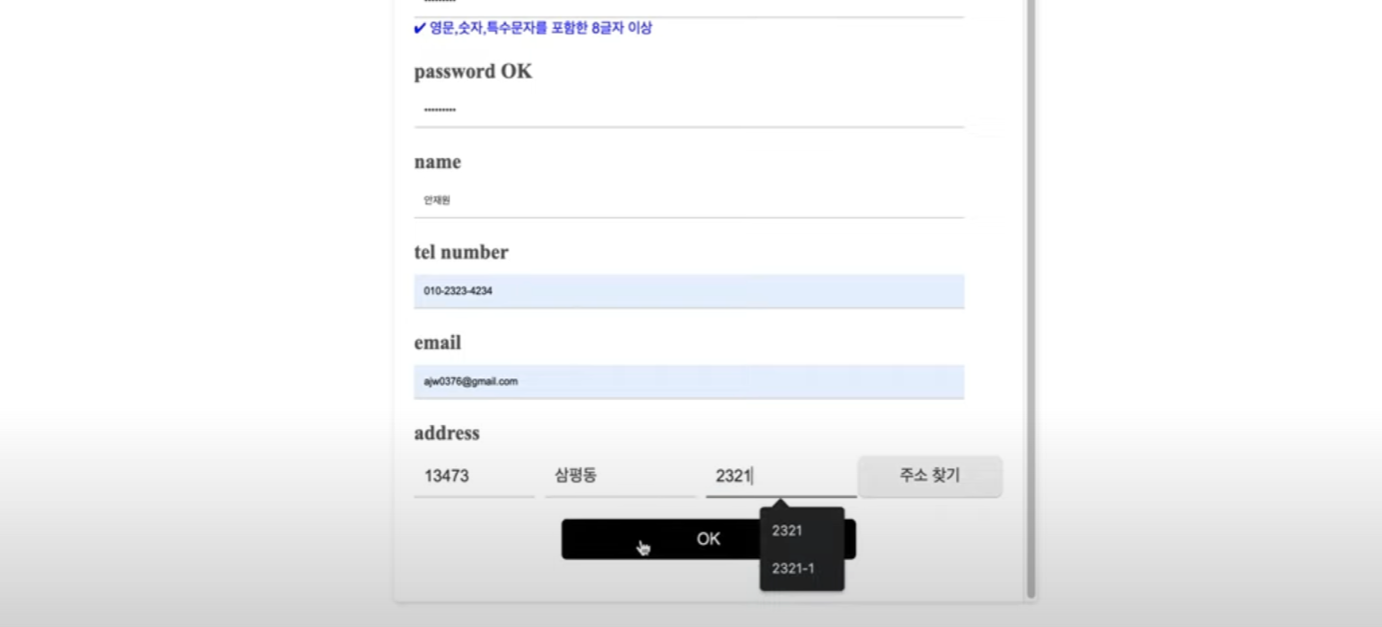 ✔ 영문,숫자,특수문자를 포함한 8글자 이상
password OK
name
안재원
tel number
010-2323-4234
email
ajw0376@gmail.com
address
13473 삼평동 2321 주소 찾기
OK
2321
2321-1